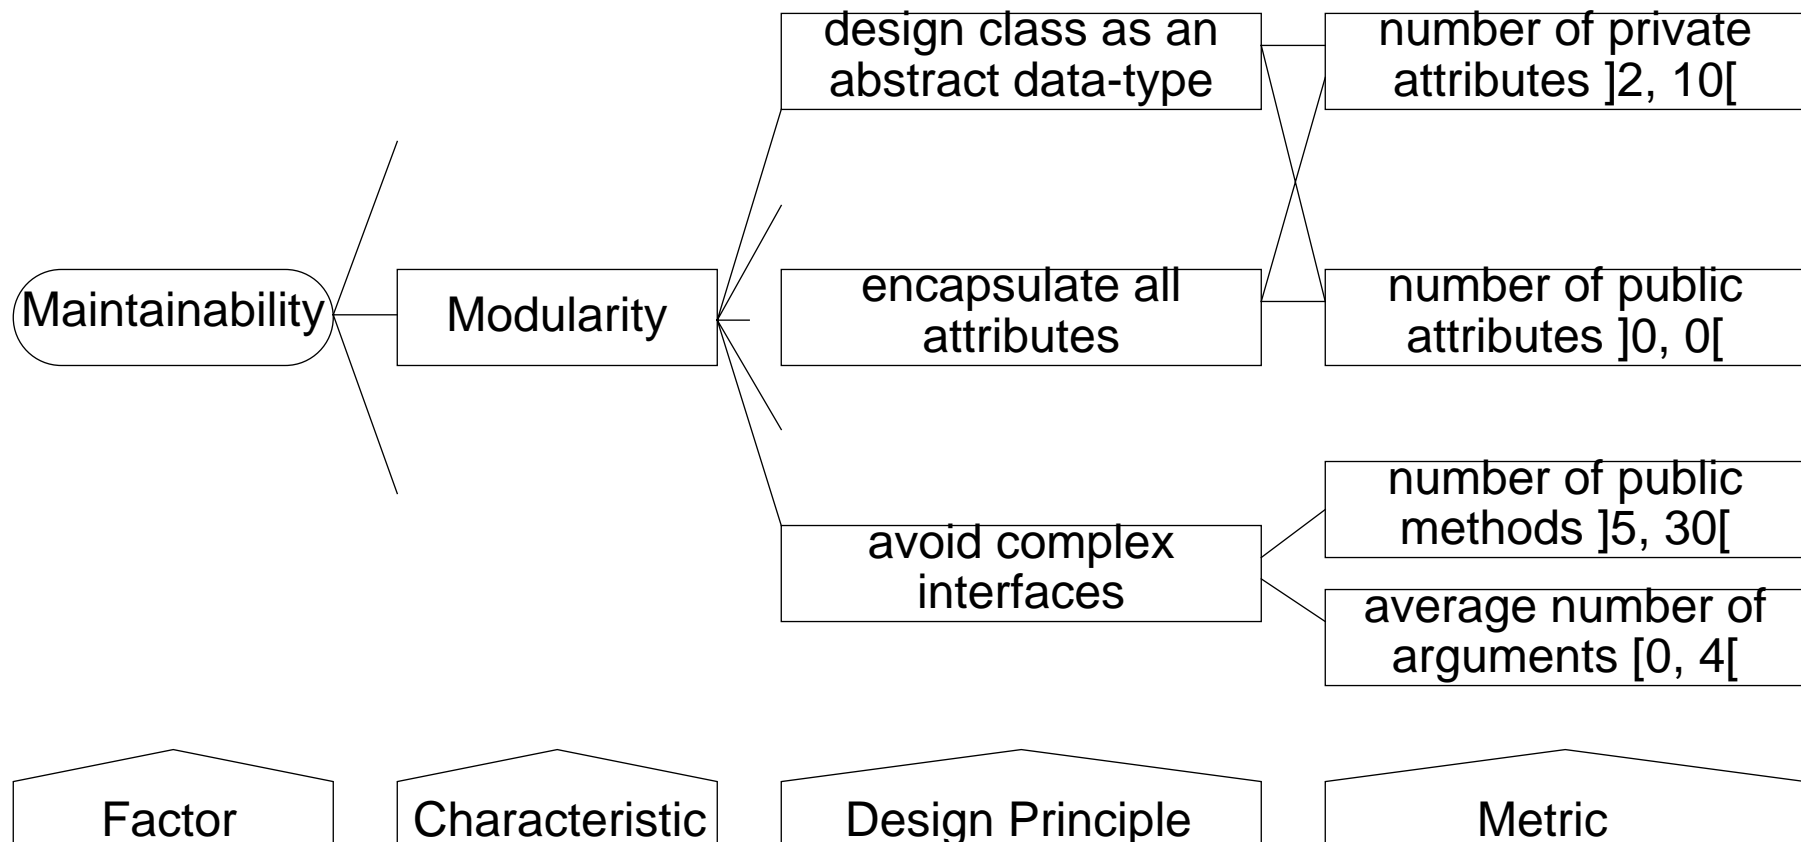 design class as an
abstract data-type
number of private
attributes ]2, 10[
Maintainability
Modularity
encapsulate all
attributes
number of public
attributes ]0, 0[
avoid complex
interfaces
number of public
methods ]5, 30[
average number of
arguments [0, 4[
Factor
Characteristic
Design Principle
Metric